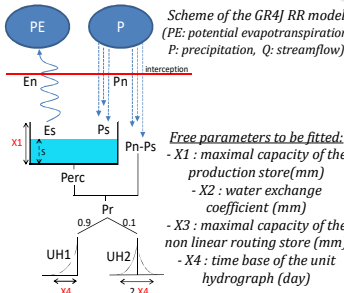 PE
P
Scheme of the GR4J RR model
(PE: potential evapotranspiration
P: precipitation, Q: streamflow)
interception
En
Pn
Es
Ps
X1
s
Pn-Ps
Perc
Free parameters to be fitted:
- X1 : maximal capacity of the
production store(mm)
- X2 : water exchange
coefficient (mm)
- X3 : maximal capacity of the
non linear routing store (mm)
- X4 : time base of the unit
hydrograph (day)
Pr
0.9
0.1
UH1
UH2
X4
2 X4